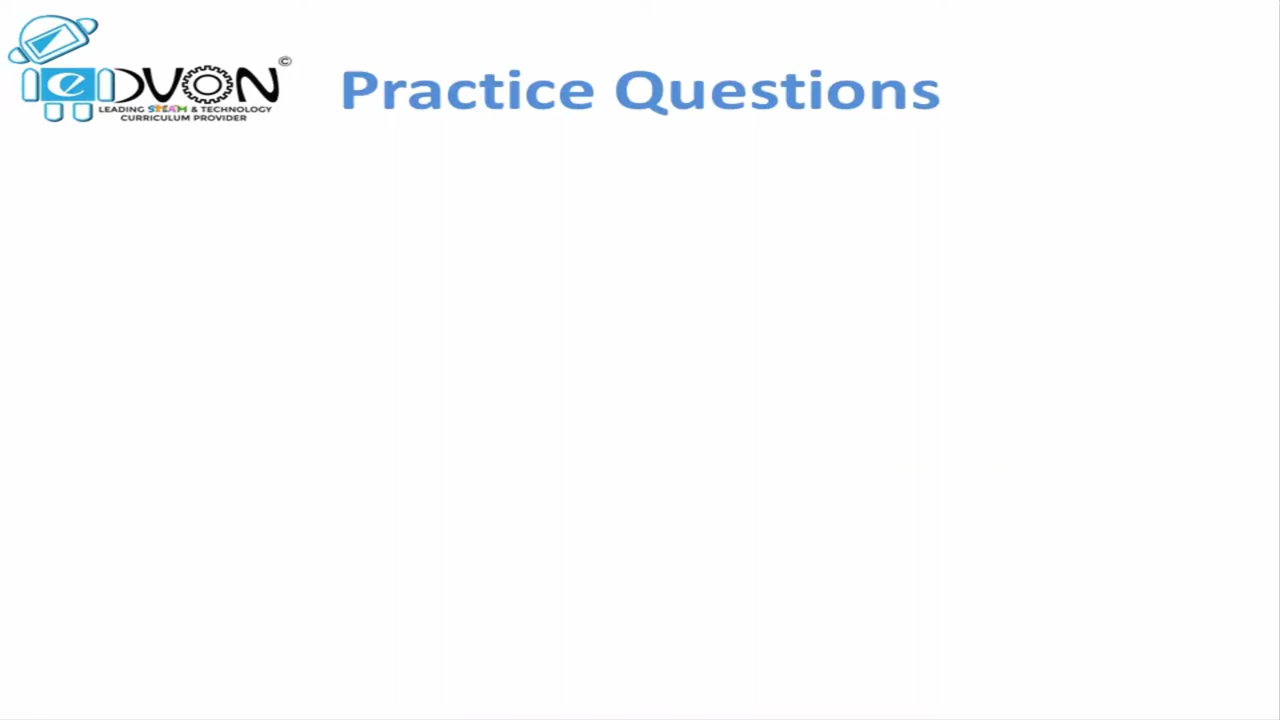 eDVON ©
LEADING STEAM & TECHNOLOGY
CURRICULUM PROVIDER
Practice Questions